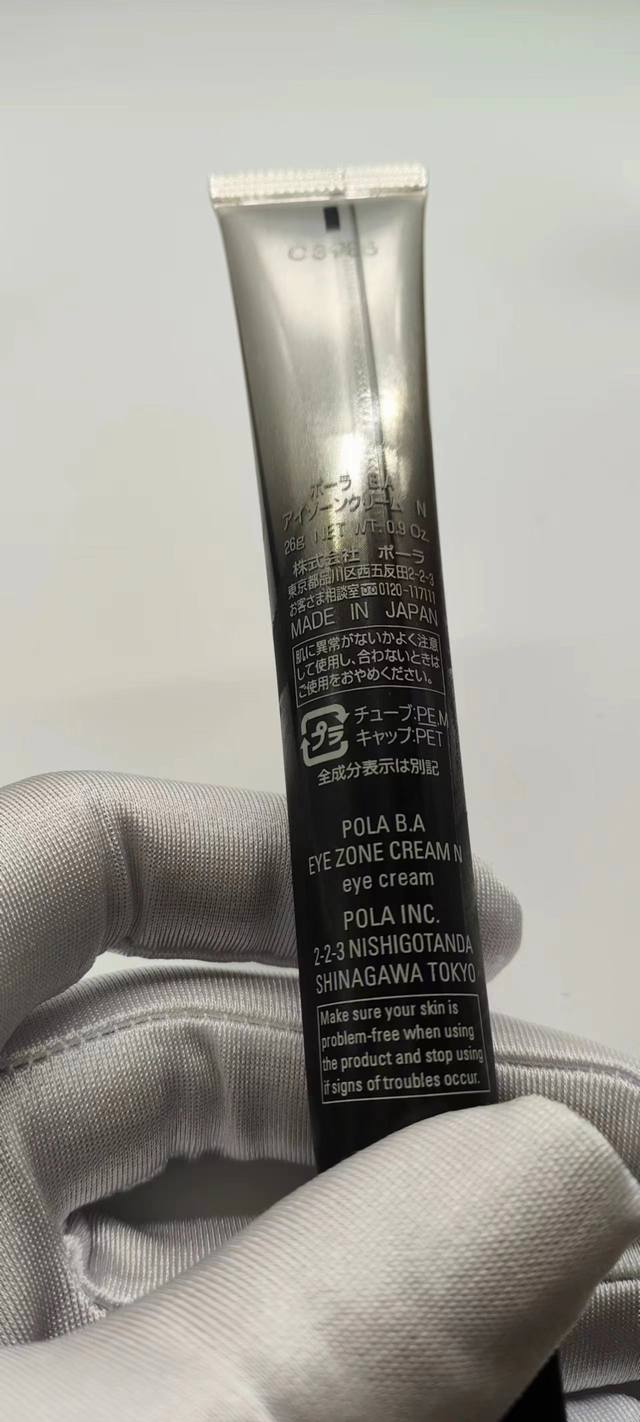 ポーラ B.A
アイゾーンクリーム N
26g NET WT. 0.9 Oz.
株式会社 ポーラ
東京都品川区西五反田2-2-3
お客さま相談室 0120-117111
MADE IN JAPAN
肌に異常がないかよく注意
して使用し、合わないときは
ご使用をおやめください。
プラ
チューブ:PE,M
キャップ:PET
全成分表示は別記
POLA B.A
EYE ZONE CREAM N
eye cream
POLA INC.
2-2-3 NISHIGOTANDA
SHINAGAWA TOKYO
Make sure your skin is
problem-free when using
the product and stop using
if signs of troubles occur.